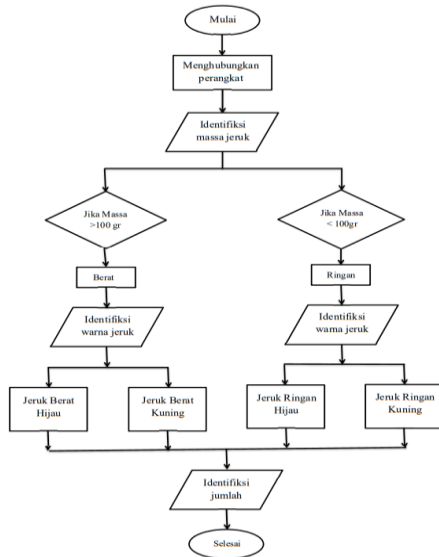 Mulai
Menghubungkan
perangkat
Identifiksi
massa jeruk
Jika Massa
>100 gr
Jika Massa
< 100gr
Berat
Ringan
Identifiksi
warna jeruk
Identifiksi
warna jeruk
Jeruk Berat
Hijau
Jeruk Berat
Kuning
Jeruk Ringan
Hijau
Jeruk Ringan
Kuning
Identifiksi
jumlah
Selesai